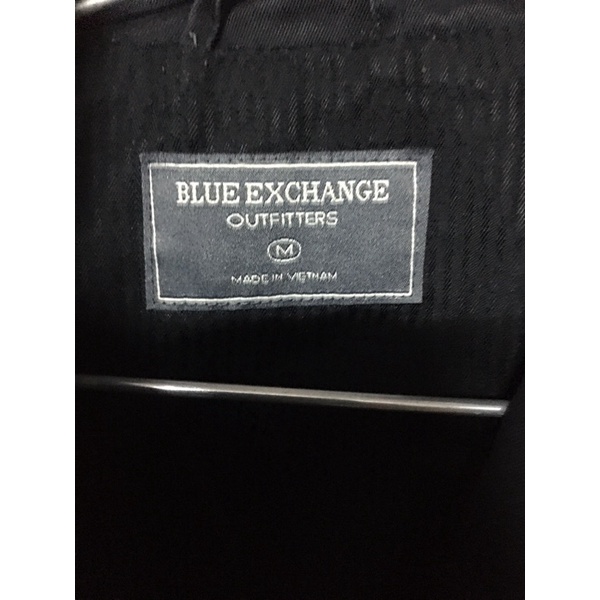 BLUE EXCHANGE
OUTFITTERS
M
MADE IN VIETNAM